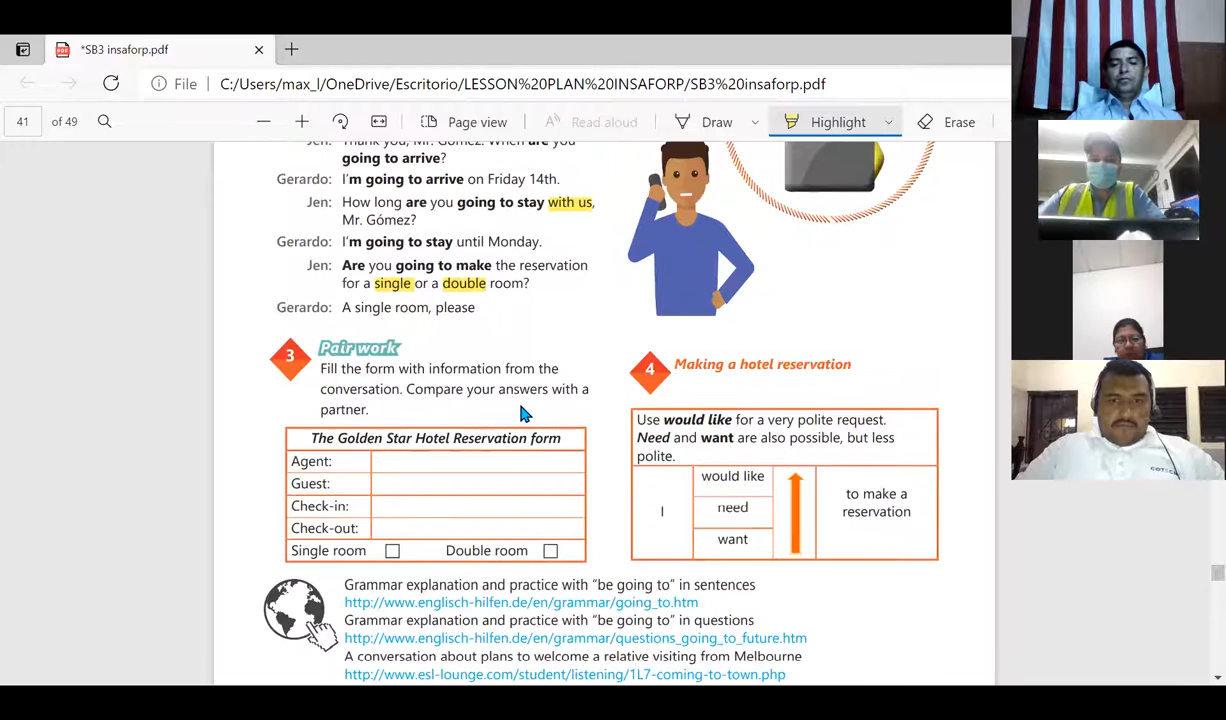 *SB3 insaforp.pdf
File C:/Users/max_l/OneDrive/Escritorio/LESSON%20PLAN%20INSAFORP/SB3%20insaforp.pdf
41 of 49 Page view Read aloud Draw Highlight Erase
Jen: Thank you, Mr. Gómez. When are you
going to arrive?
Gerardo: I'm going to arrive on Friday 14th.
Jen: How long are you going to stay with us,
Mr. Gómez?
Gerardo: I'm going to stay until Monday.
Jen: Are you going to make the reservation
for a single or a double room?
Gerardo: A single room, please
3 Pair work
Fill the form with information from the
conversation. Compare your answers with a
partner.
The Golden Star Hotel Reservation form
Agent:
Guest:
Check-in:
Check-out:
Single room Double room
4 Making a hotel reservation
Use would like for a very polite request.
Need and want are also possible, but less
polite.
I
would like
need
want
to make a
reservation
Grammar explanation and practice with “be going to” in sentences
http://www.englisch-hilfen.de/en/grammar/going_to.htm
Grammar explanation and practice with “be going to” in questions
http://www.englisch-hilfen.de/en/grammar/questions_going_to_future.htm
A conversation about plans to welcome a relative visiting from Melbourne
http://www.esl-lounge.com/student/listening/1L7-coming-to-town.php